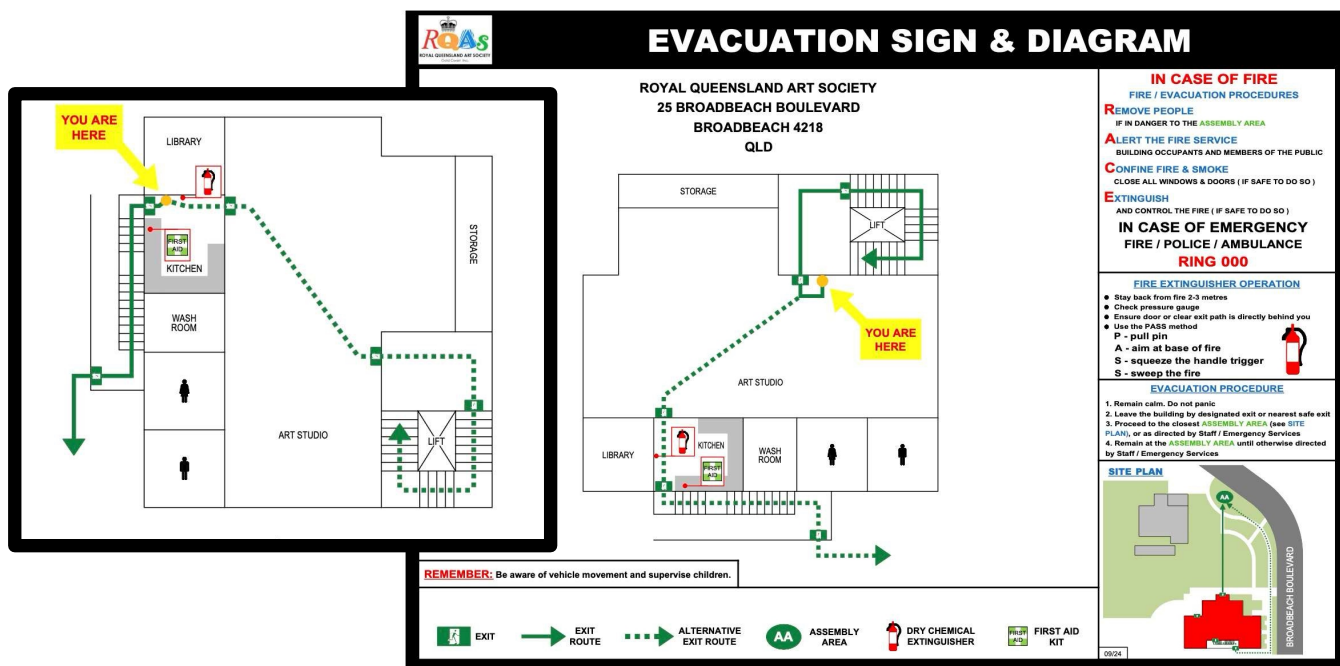 RQAS
ROYAL QUEENSLAND ART SOCIETY
EVACUATION SIGN & DIAGRAM
ROYAL QUEENSLAND ART SOCIETY
25 BROADBEACH BOULEVARD
BROADBEACH 4218
QLD
YOU ARE
HERE
LIBRARY
FIRST
AID
KITCHEN
WASH
ROOM
STORAGE
ART STUDIO
LIFT
STORAGE
LIFT
YOU ARE
HERE
ART STUDIO
LIBRARY
KITCHEN
FIRST
AID
WASH
ROOM
REMEMBER: Be aware of vehicle movement and supervise children.
EXIT
EXIT
ROUTE
ALTERNATIVE
EXIT ROUTE
AA
ASSEMBLY
AREA
DRY CHEMICAL
EXTINGUISHER
FIRST
AID
FIRST AID
KIT
IN CASE OF FIRE
FIRE / EVACUATION PROCEDURES
REMOVE PEOPLE
IF IN DANGER TO THE ASSEMBLY AREA
ALERT THE FIRE SERVICE
BUILDING OCCUPANTS AND MEMBERS OF THE PUBLIC
CONFINE FIRE & SMOKE
CLOSE ALL WINDOWS & DOORS ( IF SAFE TO DO SO )
EXTINGUISH
AND CONTROL THE FIRE ( IF SAFE TO DO SO )
IN CASE OF EMERGENCY
FIRE / POLICE / AMBULANCE
RING 000
FIRE EXTINGUISHER OPERATION
● Stay back from fire 2-3 metres
● Check pressure gauge
● Ensure door or clear exit path is directly behind you
● Use the PASS method
P - pull pin
A - aim at base of fire
S - squeeze the handle trigger
S - sweep the fire
EVACUATION PROCEDURE
1. Remain calm. Do not panic
2. Leave the building by designated exit or nearest safe exit
3. Proceed to the closest ASSEMBLY AREA (see SITE
PLAN), or as directed by Staff / Emergency Services
4. Remain at the ASSEMBLY AREA until otherwise directed
by Staff / Emergency Services
SITE PLAN
AA
BROADBEACH BOULEVARD
09/24